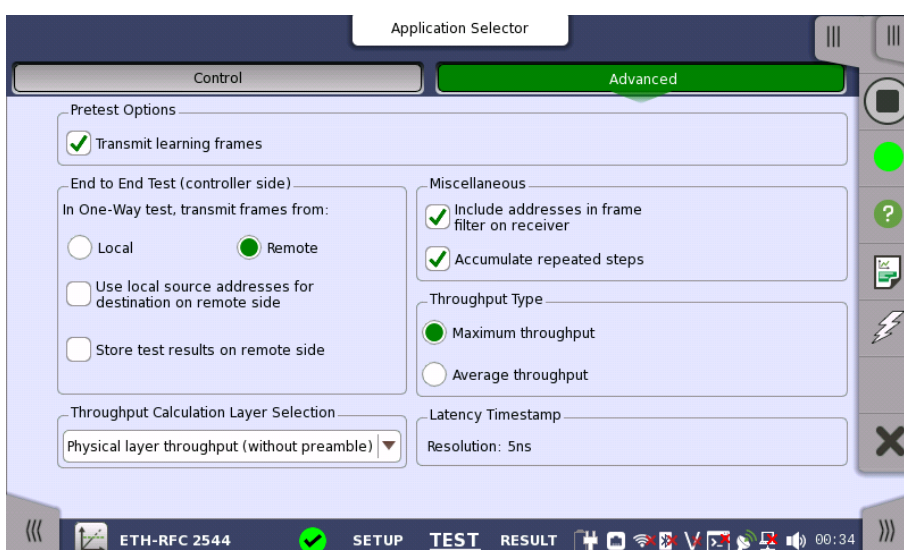 Application Selector
Control
Advanced
Pretest Options
Transmit learning frames
End to End Test (controller side)
In One-Way test, transmit frames from:
Local
Remote
Use local source addresses for
destination on remote side
Store test results on remote side
Miscellaneous
Include addresses in frame
filter on receiver
Accumulate repeated steps
Throughput Type
Maximum throughput
Average throughput
Throughput Calculation Layer Selection
Physical layer throughput (without preamble)
Latency Timestamp
Resolution: 5ns
ETH-RFC 2544
SETUP
TEST
RESULT
00:34